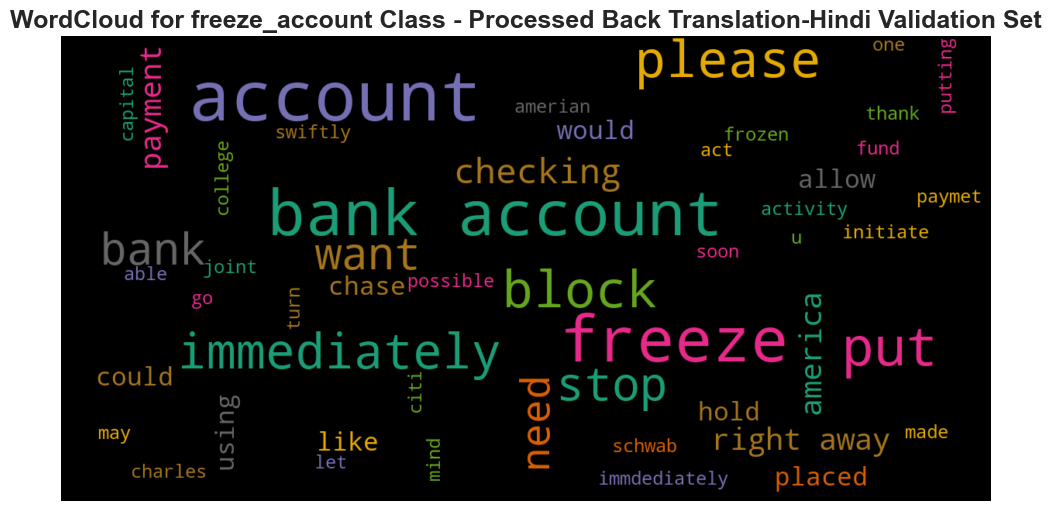 WordCloud for freeze_account Class - Processed Back Translation-Hindi Validation Set
one
please
putting
payment
capital
account
amerian
thank
would
swiftly
frozen
act
fund
college
checking
allow
paymet
bank account
activity
initiate
u
bank
want
soon
able
joint
possible
chase
block
go
turn
america
freeze
put
immediately
could
citi
stop
need
hold
using
may
like
right away
made
mind
schwab
let
charles
immdediately
placed